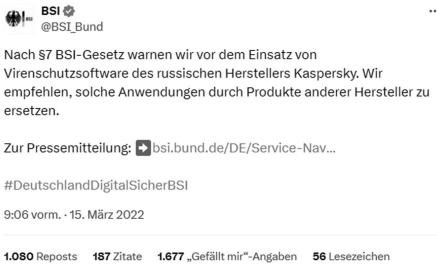 BSI
@BSI_Bund
Nach §7 BSI-Gesetz warnen wir vor dem Einsatz von
Virenschutzsoftware des russischen Herstellers Kaspersky. Wir
empfehlen, solche Anwendungen durch Produkte anderer Hersteller zu
ersetzen.
Zur Pressemitteilung: ➡bsi.bund.de/DE/Service-Nav…
#DeutschlandDigitalSicherBSI
9:06 vorm. · 15. März 2022
1.080 Reposts 187 Zitate 1.677 „Gefällt mir“-Angaben 56 Lesezeichen